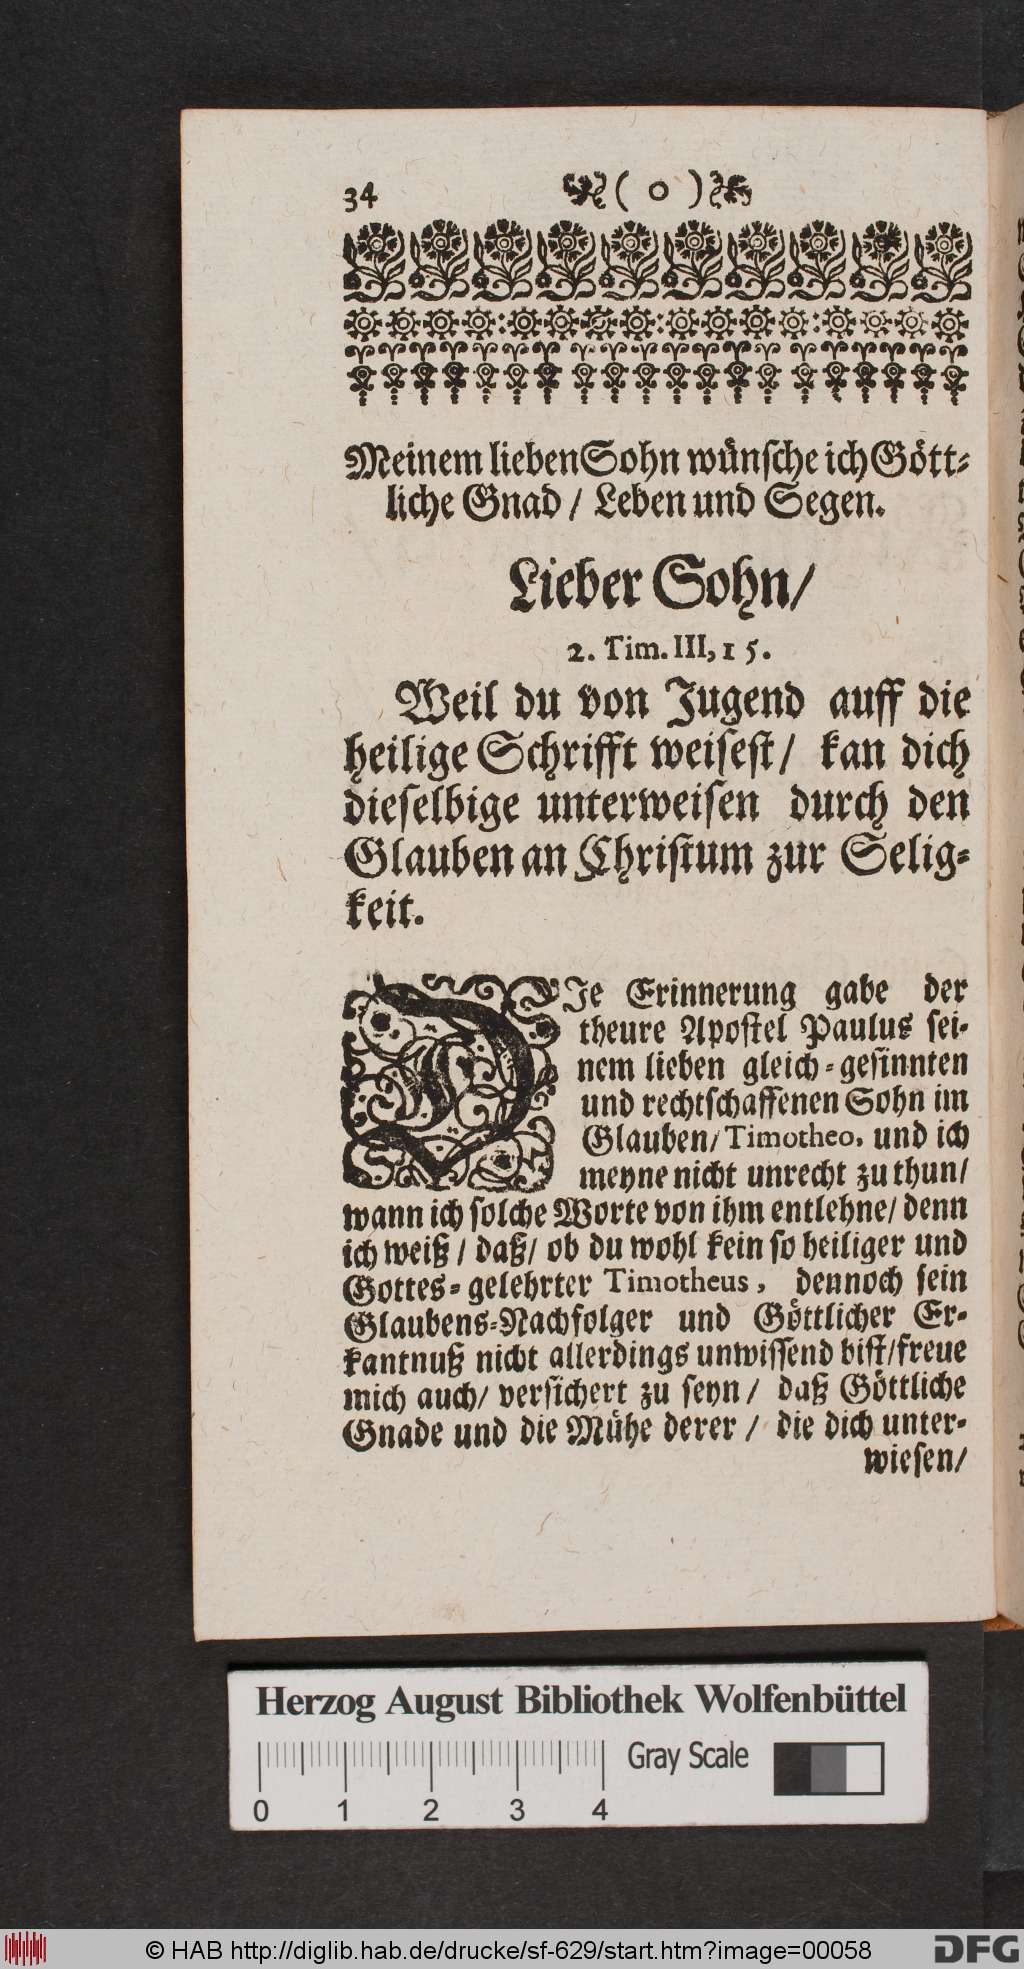 34 ( o )
Meinem lieben Sohn wünsche ich Gött-
liche Gnad / Leben und Segen.
Lieber Sohn/
2. Tim. III, 15.
Weil du von Jugend auff die
heilige Schrifft weisest / kan dich
dieselbige unterweisen durch den
Glauben an Christum zur Selig-
keit.
DIe Erinnerung gabe der
theure Apostel Paulus sei-
nem lieben gleich-gesinnten
und rechtschaffenen Sohn im
Glauben / Timotheo, und ich
meyne nicht unrecht zu thun /
wann ich solche Worte von ihm entlehne / denn
ich weiß / daß / ob du wohl kein so heiliger und
Gottes-gelehrter Timotheus, dennoch sein
Glaubens-Nachfolger und Göttlicher Er-
kantnuß nicht allerdings unwissend bist / freue
mich auch / versichert zu seyn / daß Göttliche
Gnade und die Mühe derer / die dich unter-
wiesen /
Herzog August Bibliothek Wolfenbüttel
Gray Scale
0 1 2 3 4
© HAB http://diglib.hab.de/drucke/sf-629/start.htm?image=00058
DFG